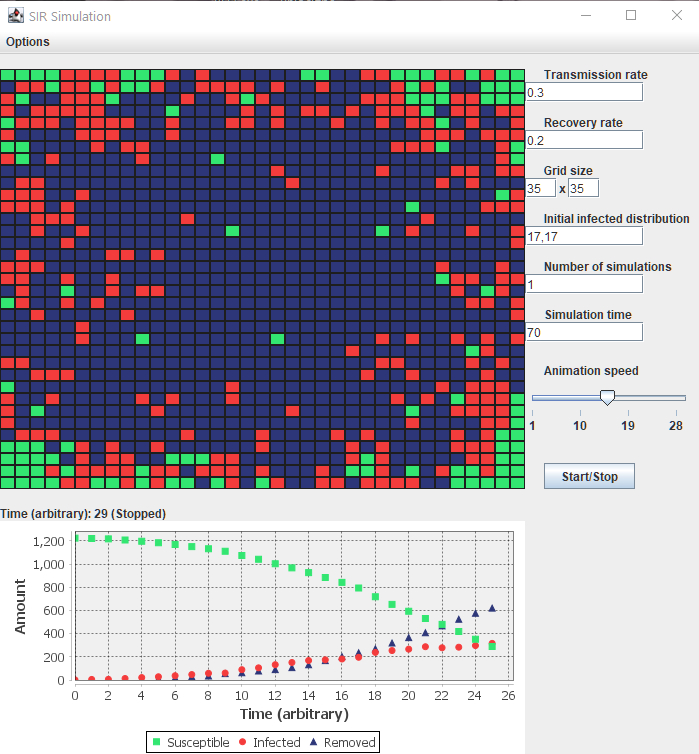 SIR Simulation
Options
Transmission rate
0.3
Recovery rate
0.2
Grid size
35 x 35
Initial infected distribution
17,17
Number of simulations
1
Simulation time
70
Animation speed
1 10 19 28
Start/Stop
Time (arbitrary): 29 (Stopped)
Amount
1,200
1,000
800
600
400
200
0
0 2 4 6 8 10 12 14 16 18 20 22 24 26
Time (arbitrary)
Susceptible Infected Removed